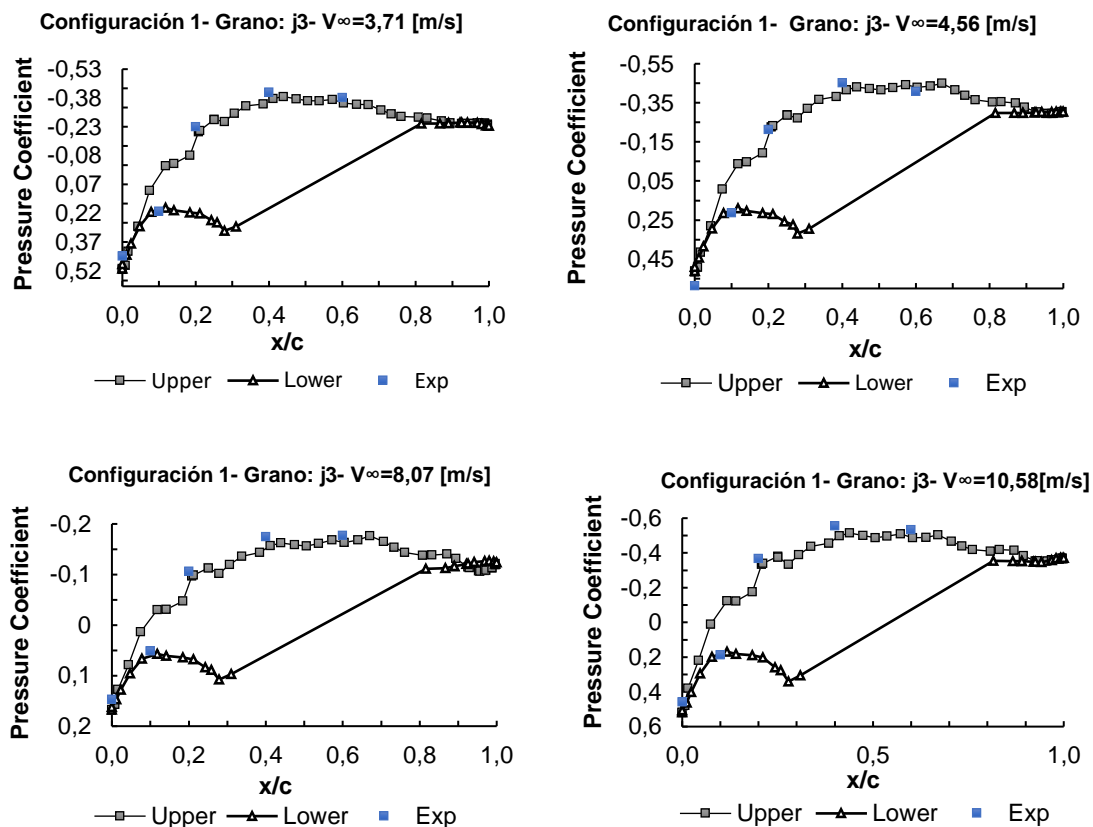 Configuración 1- Grano: j3- V∞=3,71 [m/s]
Pressure Coefficient
-0,53
-0,38
-0,23
-0,08
0,07
0,22
0,37
0,52
0,0 0,2 0,4 0,6 0,8 1,0
x/c
Upper Lower Exp
Configuración 1- Grano: j3- V∞=4,56 [m/s]
Pressure Coefficient
-0,55
-0,35
-0,15
0,05
0,25
0,45
0,0 0,2 0,4 0,6 0,8 1,0
x/c
Upper Lower Exp
Configuración 1- Grano: j3- V∞=8,07 [m/s]
Pressure Coefficient
-0,2
-0,1
0
0,1
0,2
0,0 0,2 0,4 0,6 0,8 1,0
x/c
Upper Lower Exp
Configuración 1- Grano: j3- V∞=10,58[m/s]
Pressure Coefficient
-0,6
-0,4
-0,2
0
0,2
0,4
0,6
0,0 0,5 1,0
x/c
Upper Lower Exp